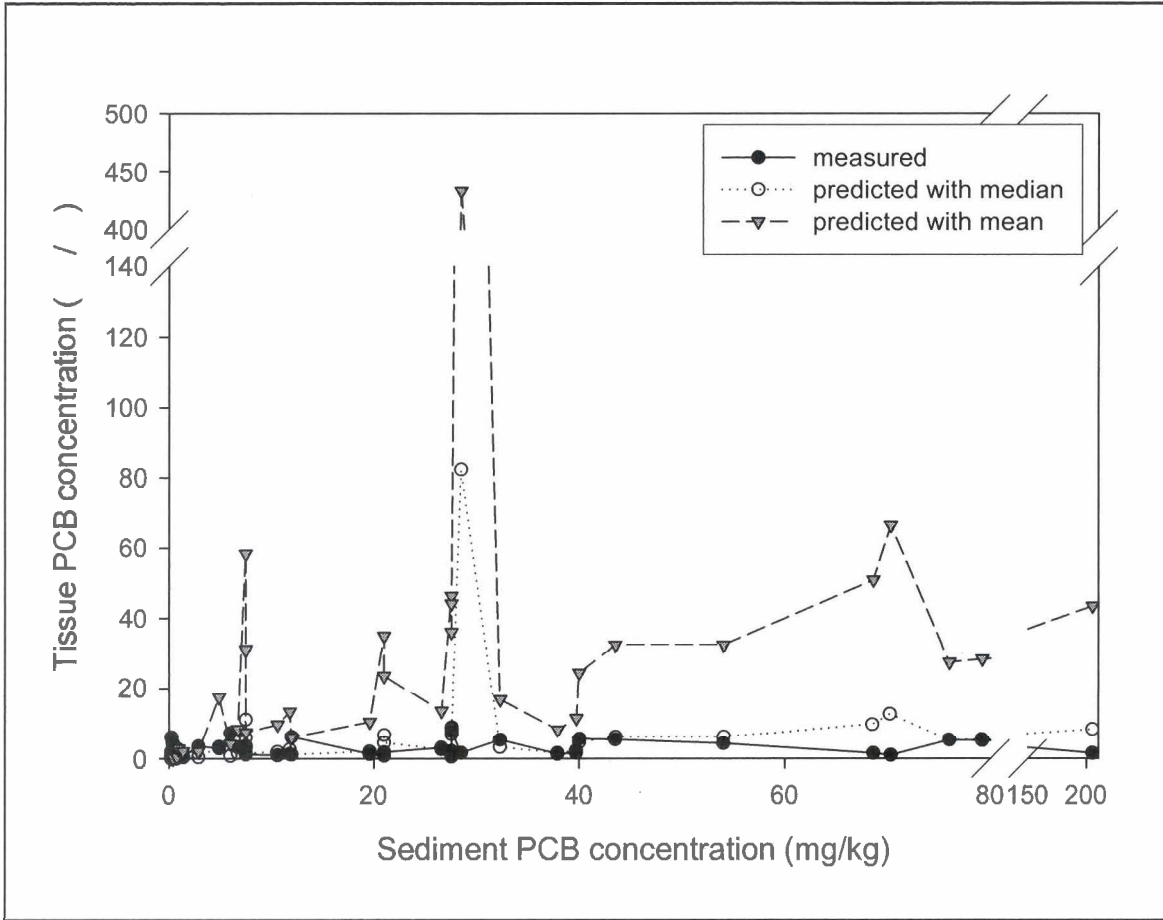 500
450
400
140
120
100
80
60
40
20
0
Tissue PCB concentration ( / )
measured
predicted with median
predicted with mean
0 20 40 60 80 150 200
Sediment PCB concentration (mg/kg)